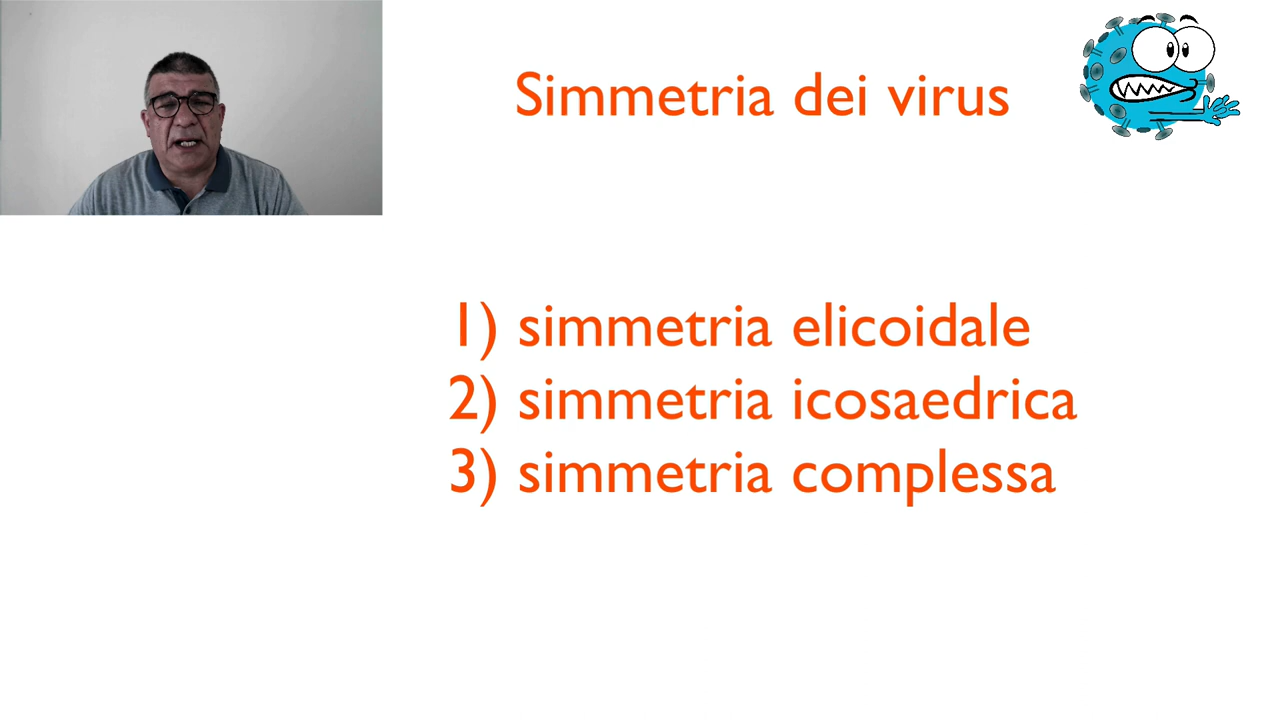 Simmetria dei virus
1) simmetria elicoidale
2) simmetria icosaedrica
3) simmetria complessa